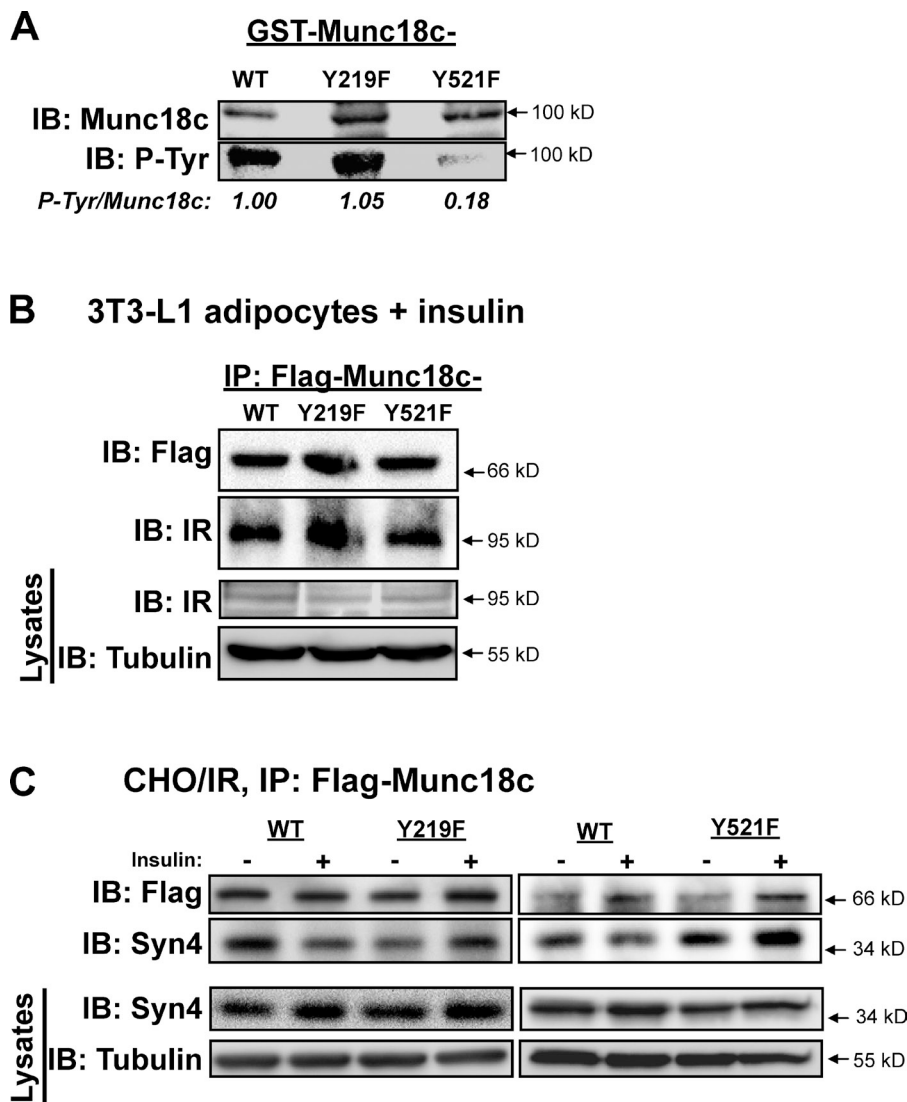 A
GST-Munc18c-
WT Y219F Y521F
IB: Munc18c 100 kD
IB: P-Tyr 100 kD
P-Tyr/Munc18c: 1.00 1.05 0.18
B 3T3-L1 adipocytes + insulin
IP: Flag-Munc18c-
WT Y219F Y521F
IB: Flag 66 kD
IB: IR 95 kD
Lysates
IB: IR 95 kD
IB: Tubulin 55 kD
C CHO/IR, IP: Flag-Munc18c
WT Y219F WT Y521F
Insulin: - + - + - + - +
IB: Flag 66 kD
IB: Syn4 34 kD
Lysates
IB: Syn4 34 kD
IB: Tubulin 55 kD